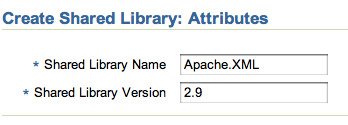 Create Shared Library: Attributes
* Shared Library Name Apache.XML
* Shared Library Version 2.9